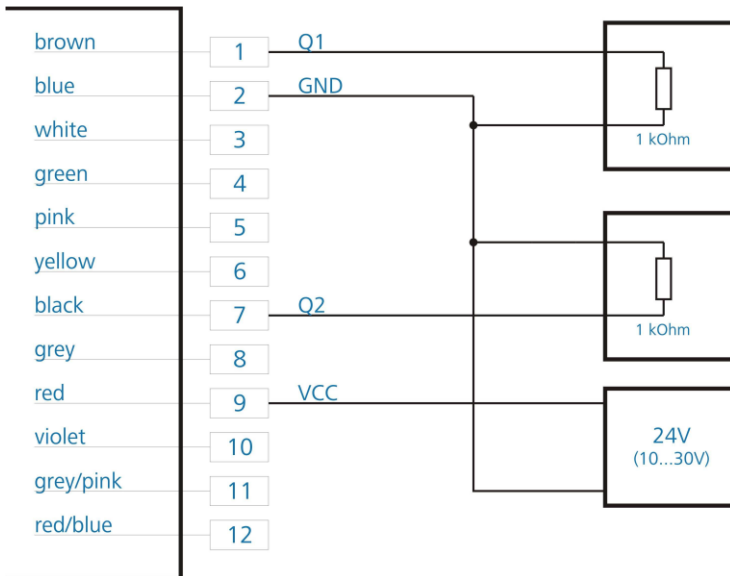 brown 1 Q1
blue 2 GND
white 3
1 kOhm
green 4
pink 5
yellow 6
black 7 Q2
1 kOhm
grey 8
red 9 VCC
violet 10
24V
(10...30V)
grey/pink 11
red/blue 12